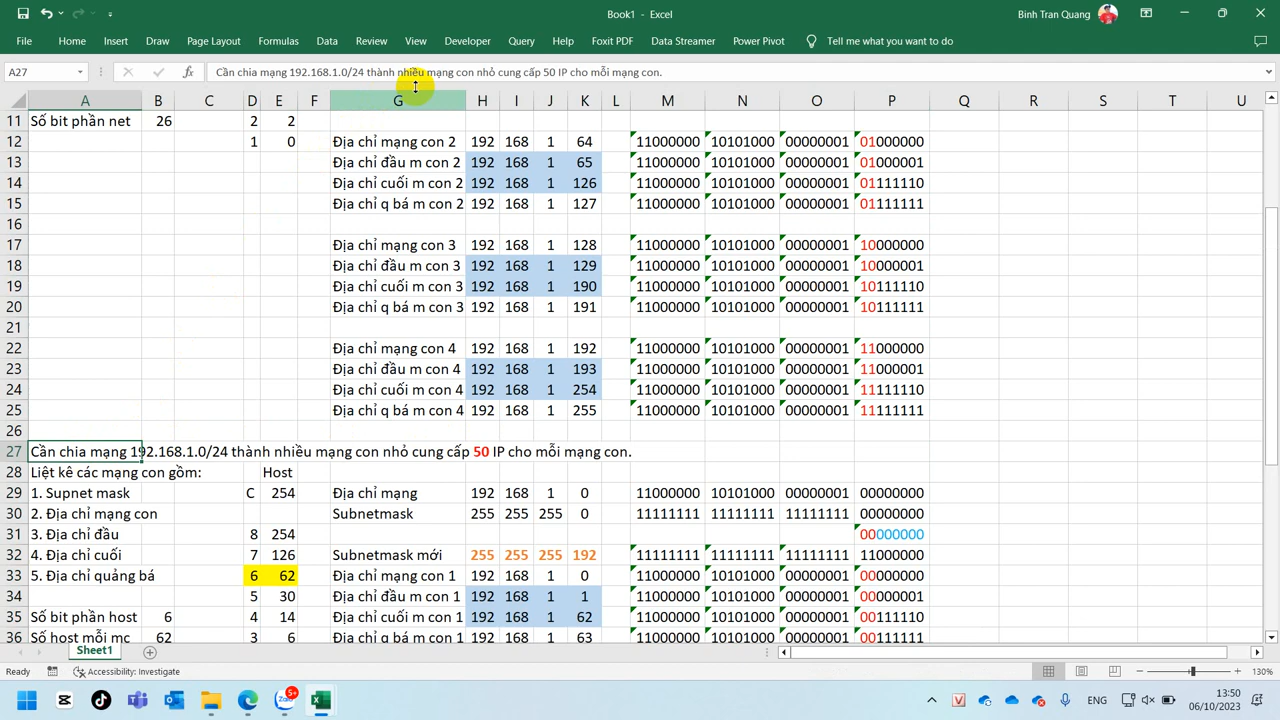 Book1 - Excel
Binh Tran Quang
File Home Insert Draw Page Layout Formulas Data Review View Developer Query Help Foxit PDF Data Streamer Power Pivot Tell me what you want to do
A27 fx Cần chia mạng 192.168.1.0/24 thành nhiều mạng con nhỏ cung cấp 50 IP cho mỗi mạng con.
A B C D E F G H I J K L M N O P Q R S T U
11 Số bit phần net 26 2 2
12 1 0 Địa chỉ mạng con 2 192 168 1 64 11000000 10101000 00000001 01000000
13 Địa chỉ đầu m con 2 192 168 1 65 11000000 10101000 00000001 01000001
14 Địa chỉ cuối m con 2 192 168 1 126 11000000 10101000 00000001 01111110
15 Địa chỉ q bá m con 2 192 168 1 127 11000000 10101000 00000001 01111111
16
17 Địa chỉ mạng con 3 192 168 1 128 11000000 10101000 00000001 10000000
18 Địa chỉ đầu m con 3 192 168 1 129 11000000 10101000 00000001 10000001
19 Địa chỉ cuối m con 3 192 168 1 190 11000000 10101000 00000001 10111110
20 Địa chỉ q bá m con 3 192 168 1 191 11000000 10101000 00000001 10111111
21
22 Địa chỉ mạng con 4 192 168 1 192 11000000 10101000 00000001 11000000
23 Địa chỉ đầu m con 4 192 168 1 193 11000000 10101000 00000001 11000001
24 Địa chỉ cuối m con 4 192 168 1 254 11000000 10101000 00000001 11111110
25 Địa chỉ q bá m con 4 192 168 1 255 11000000 10101000 00000001 11111111
26
27 Cần chia mạng 192.168.1.0/24 thành nhiều mạng con nhỏ cung cấp 50 IP cho mỗi mạng con.
28 Liệt kê các mạng con gồm: Host
29 1. Supnet mask C 254 Địa chỉ mạng 192 168 1 0 11000000 10101000 00000001 00000000
30 2. Địa chỉ mạng con Subnetmask 255 255 255 0 11111111 11111111 11111111 00000000
31 3. Địa chỉ đầu 8 254 00000000
32 4. Địa chỉ cuối 7 126 Subnetmask mới 255 255 255 192 11111111 11111111 11111111 11000000
33 5. Địa chỉ quảng bá 6 62 Địa chỉ mạng con 1 192 168 1 0 11000000 10101000 00000001 00000000
34 5 30 Địa chỉ đầu m con 1 192 168 1 1 11000000 10101000 00000001 00000001
35 Số bit phần host 6 4 14 Địa chỉ cuối m con 1 192 168 1 62 11000000 10101000 00000001 00111110
36 Số host mỗi mc 62 3 6 Địa chỉ q bá m con 1 192 168 1 63 11000000 10101000 00000001 00111111
Sheet1
Ready Accessibility: Investigate 130%
Zalo 5+ ENG 13:50
06/10/2023